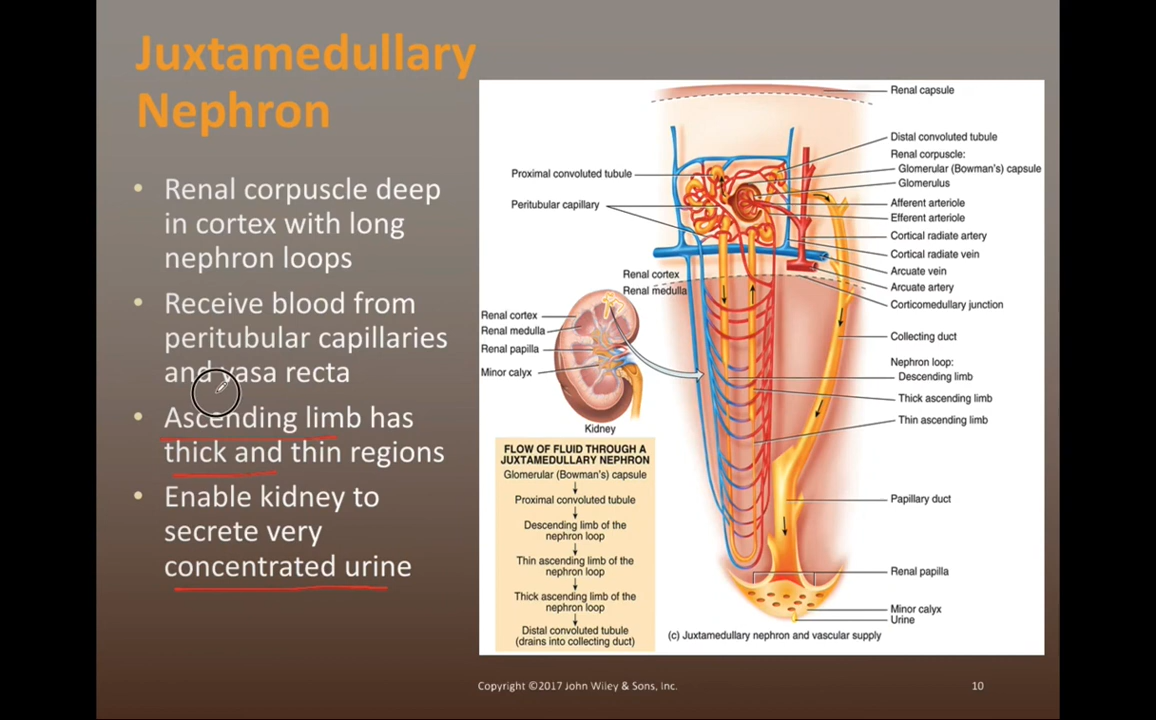 Juxtamedullary
Nephron
• Renal corpuscle deep
in cortex with long
nephron loops
• Receive blood from
peritubular capillaries
and vasa recta
• Ascending limb has
thick and thin regions
• Enable kidney to
secrete very
concentrated urine
Renal capsule
Distal convoluted tubule
Renal corpuscle:
Glomerular (Bowman's) capsule
Glomerulus
Afferent arteriole
Efferent arteriole
Cortical radiate artery
Cortical radiate vein
Arcuate vein
Arcuate artery
Corticomedullary junction
Collecting duct
Nephron loop:
Descending limb
Thick ascending limb
Thin ascending limb
Papillary duct
Renal papilla
Minor calyx
Urine
Proximal convoluted tubule
Peritubular capillary
Renal cortex
Renal medulla
Renal cortex
Renal medulla
Renal papilla
Minor calyx
Kidney
FLOW OF FLUID THROUGH A
JUXTAMEDULLARY NEPHRON
Glomerular (Bowman's) capsule
Proximal convoluted tubule
Descending limb of the
nephron loop
Thin ascending limb of the
nephron loop
Thick ascending limb of the
nephron loop
Distal convoluted tubule
(drains into collecting duct)
(c) Juxtamedullary nephron and vascular supply
Copyright ©2017 John Wiley & Sons, Inc.
10